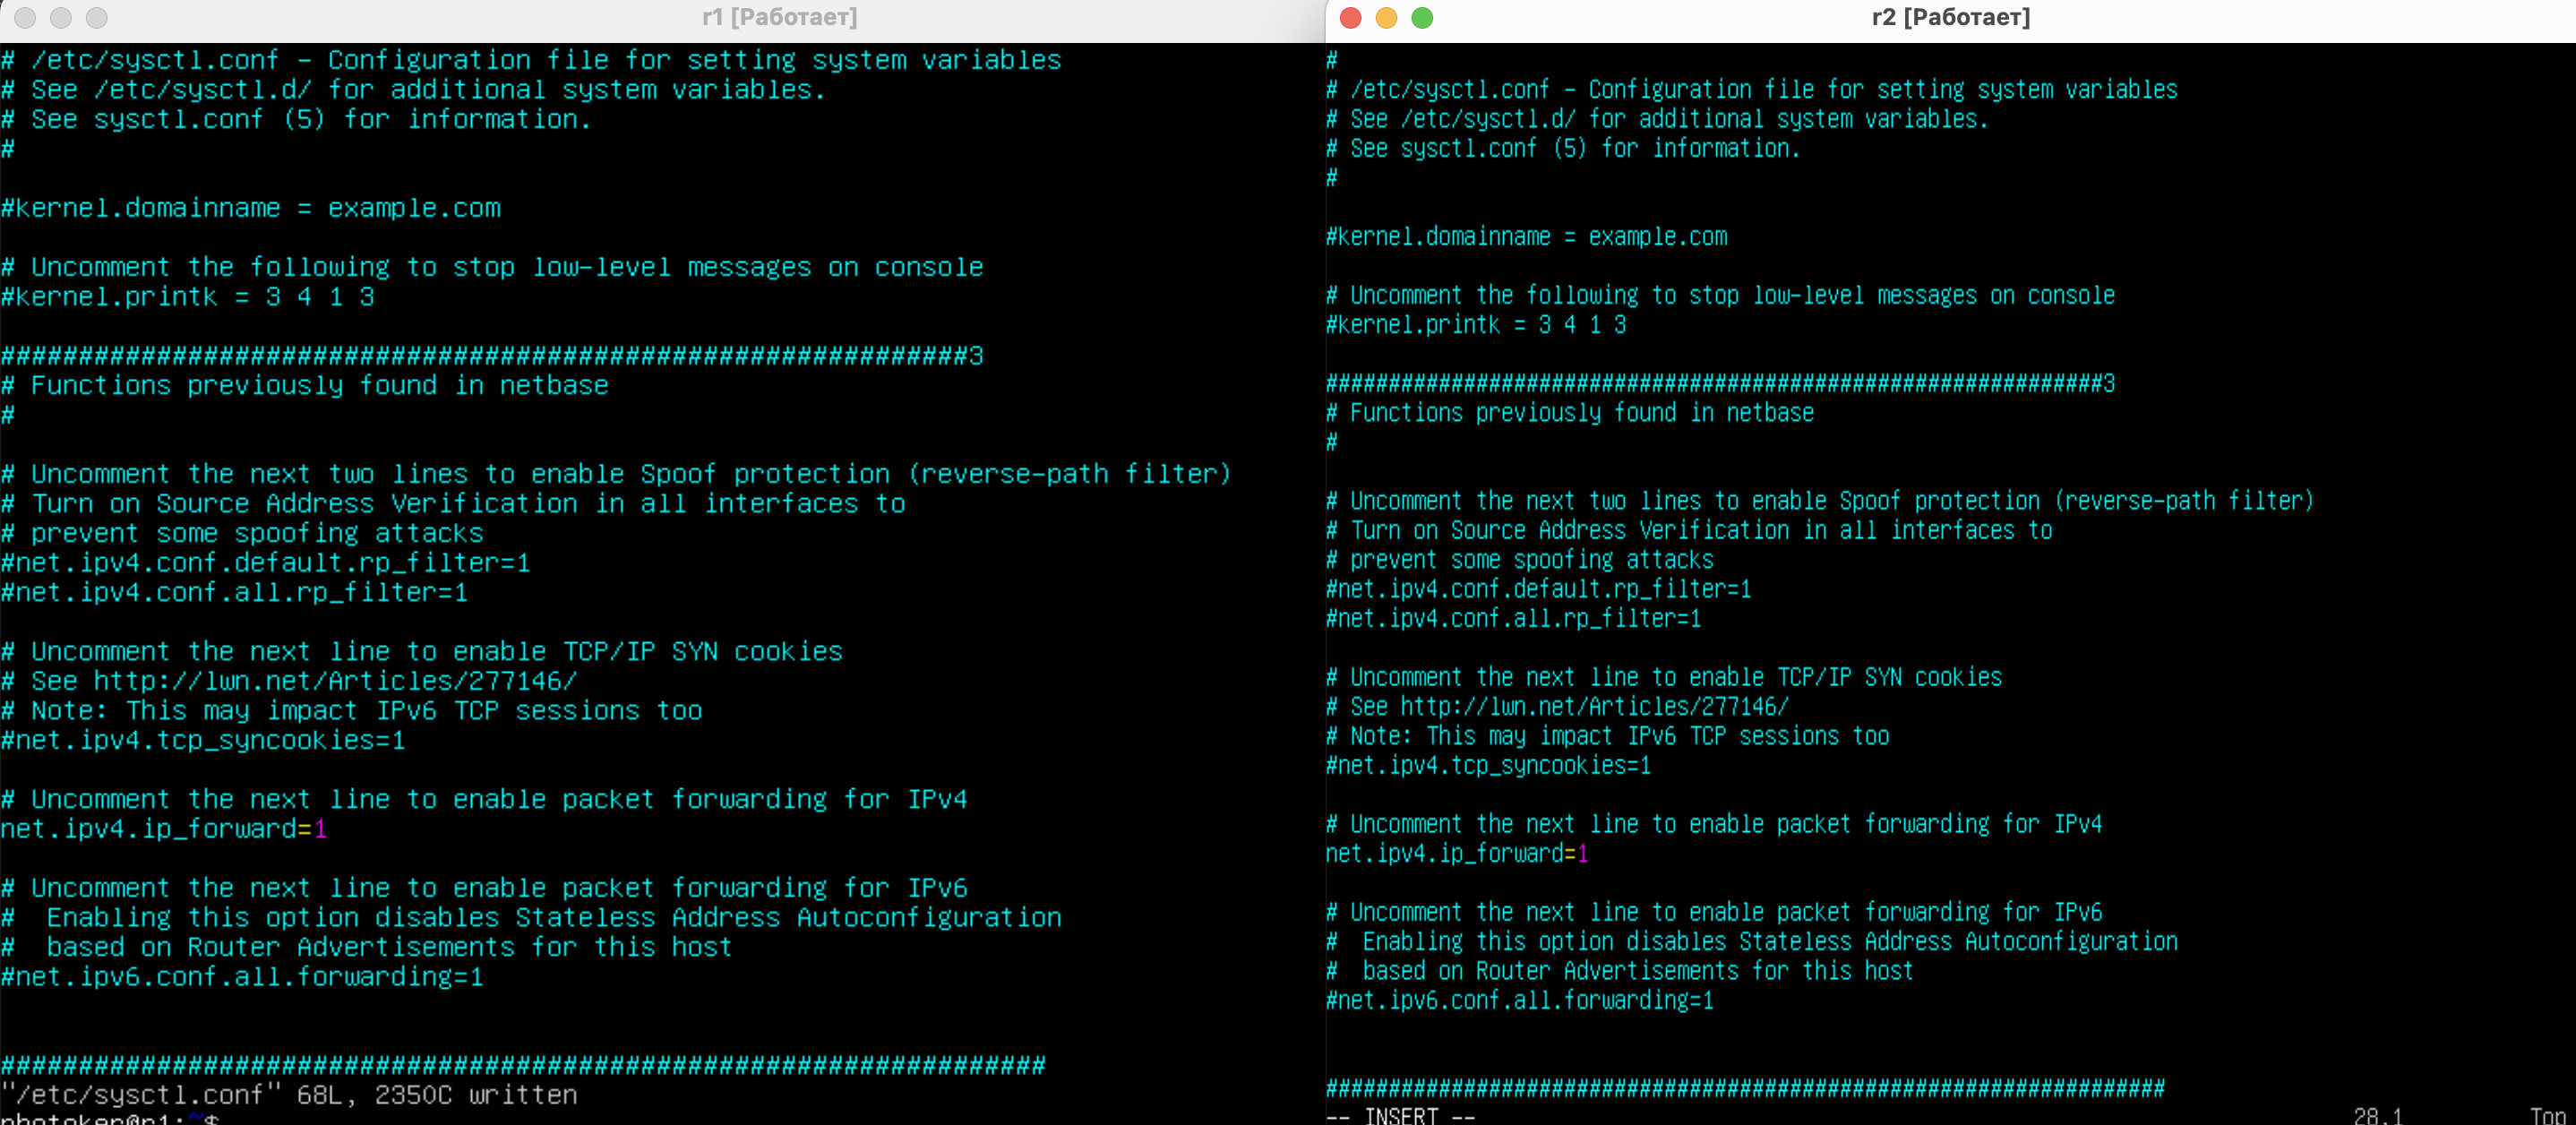 r1 [Работает]
# /etc/sysctl.conf - Configuration file for setting system variables
# See /etc/sysctl.d/ for additional system variables.
# See sysctl.conf (5) for information.
#
#kernel.domainname = example.com
# Uncomment the following to stop low-level messages on console
#kernel.printk = 3 4 1 3
##############################################################3
# Functions previously found in netbase
#
# Uncomment the next two lines to enable Spoof protection (reverse-path filter)
# Turn on Source Address Verification in all interfaces to
# prevent some spoofing attacks
#net.ipv4.conf.default.rp_filter=1
#net.ipv4.conf.all.rp_filter=1
# Uncomment the next line to enable TCP/IP SYN cookies
# See http://lwn.net/Articles/277146/
# Note: This may impact IPv6 TCP sessions too
#net.ipv4.tcp_syncookies=1
# Uncomment the next line to enable packet forwarding for IPv4
net.ipv4.ip_forward=1
# Uncomment the next line to enable packet forwarding for IPv6
#  Enabling this option disables Stateless Address Autoconfiguration
#  based on Router Advertisements for this host
#net.ipv6.conf.all.forwarding=1
###################################################################
"/etc/sysctl.conf" 68L, 2350C written
photoker@r1:~$
r2 [Работает]
#
# /etc/sysctl.conf - Configuration file for setting system variables
# See /etc/sysctl.d/ for additional system variables.
# See sysctl.conf (5) for information.
#
#kernel.domainname = example.com
# Uncomment the following to stop low-level messages on console
#kernel.printk = 3 4 1 3
##############################################################3
# Functions previously found in netbase
#
# Uncomment the next two lines to enable Spoof protection (reverse-path filter)
# Turn on Source Address Verification in all interfaces to
# prevent some spoofing attacks
#net.ipv4.conf.default.rp_filter=1
#net.ipv4.conf.all.rp_filter=1
# Uncomment the next line to enable TCP/IP SYN cookies
# See http://lwn.net/Articles/277146/
# Note: This may impact IPv6 TCP sessions too
#net.ipv4.tcp_syncookies=1
# Uncomment the next line to enable packet forwarding for IPv4
net.ipv4.ip_forward=1
# Uncomment the next line to enable packet forwarding for IPv6
#  Enabling this option disables Stateless Address Autoconfiguration
#  based on Router Advertisements for this host
#net.ipv6.conf.all.forwarding=1
###################################################################
-- INSERT -- 28,1 Top